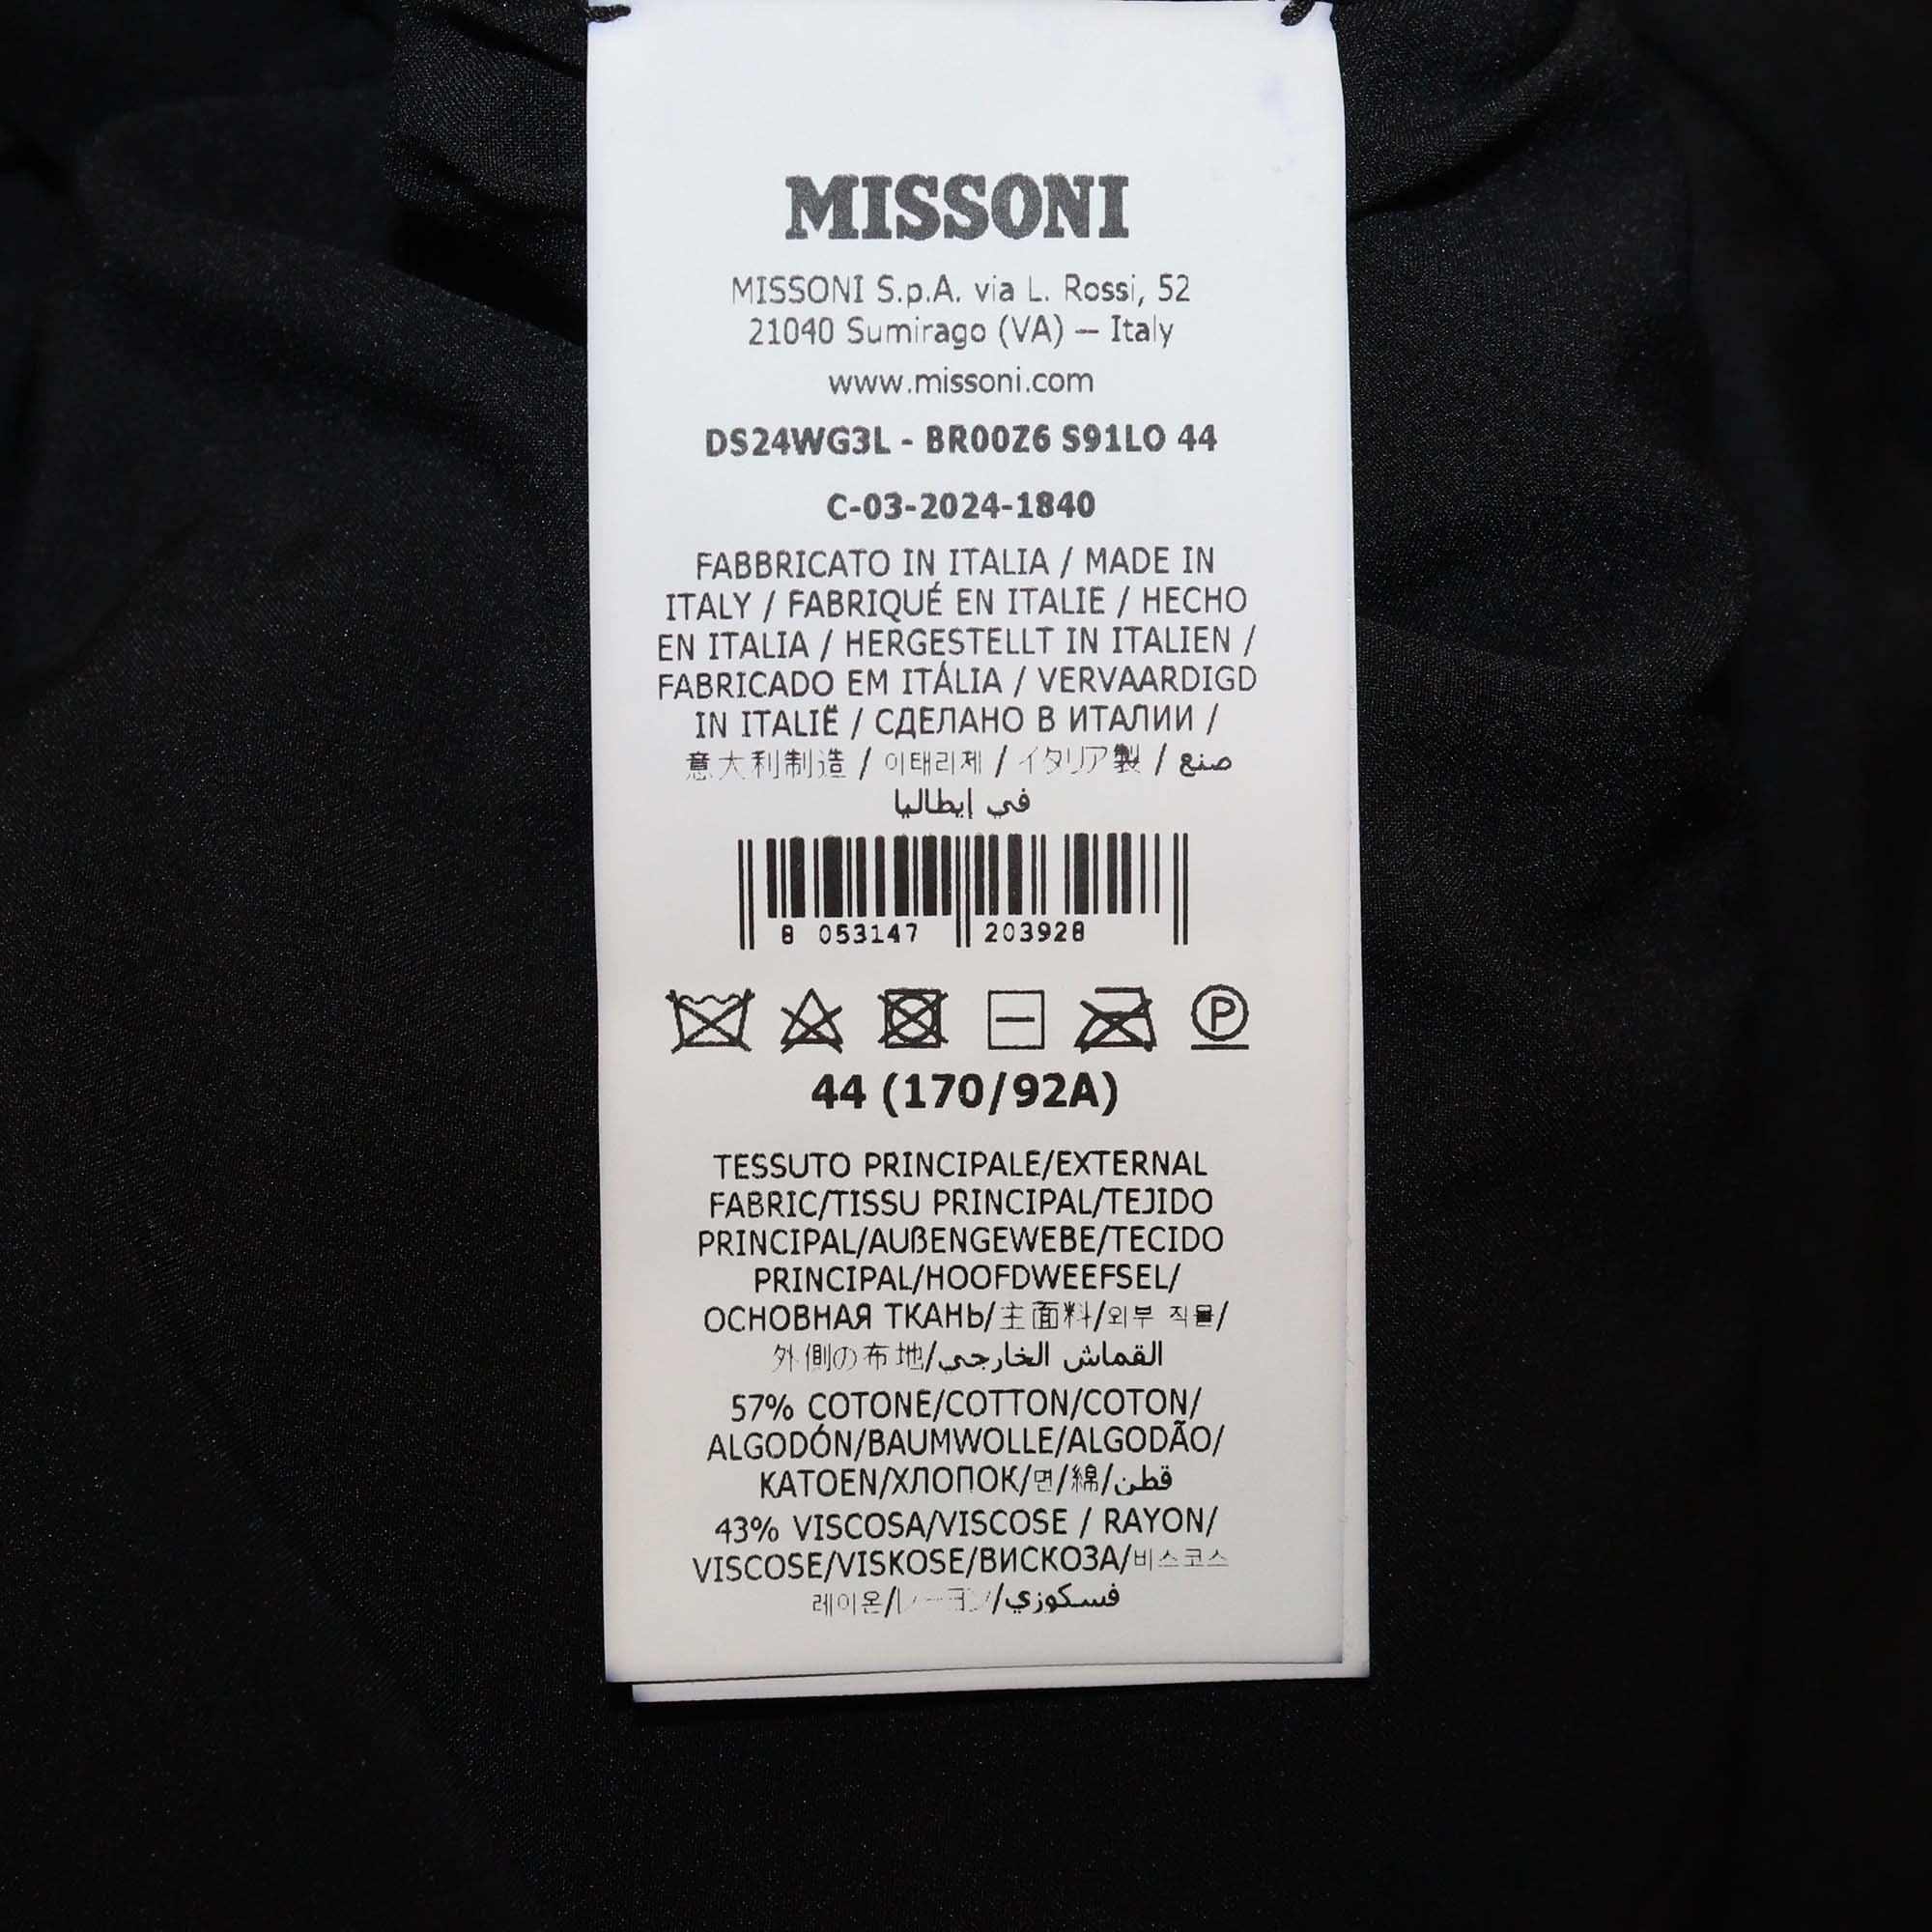 MISSONI
MISSONI S.p.A. via L. Rossi, 52
21040 Sumirago (VA) – Italy
www.missoni.com
DS24WG3L - BR00Z6 S91LO 44
C-03-2024-1840
FABBRICATO IN ITALIA / MADE IN
ITALY / FABRIQUÉ EN ITALIE / HECHO
EN ITALIA / HERGESTELLT IN ITALIEN /
FABRICADO EM ITÁLIA / VERVAARDIGD
IN ITALIË / СДЕЛАНО В ИТАЛИИ /
意大利制造 / 이태리제 / イタリア製 / صنع
في إيطاليا
8 053147 203928
P
44 (170/92A)
TESSUTO PRINCIPALE/EXTERNAL
FABRIC/TISSU PRINCIPAL/TEJIDO
PRINCIPAL/AUßENGEWEBE/TECIDO
PRINCIPAL/HOOFDWEEFSEL/
ОСНОВНАЯ ТКАНЬ/主面料/외부 직물/
外側の布地/القماش الخارجي
57% COTONE/COTTON/COTON/
ALGODÓN/BAUMWOLLE/ALGODÃO/
KATOEN/ХЛОПОК/면/綿/قطن
43% VISCOSA/VISCOSE / RAYON/
VISCOSE/VISKOSE/ВИСКОЗА/비스코스
레이온/レーヨン/فسكوزي